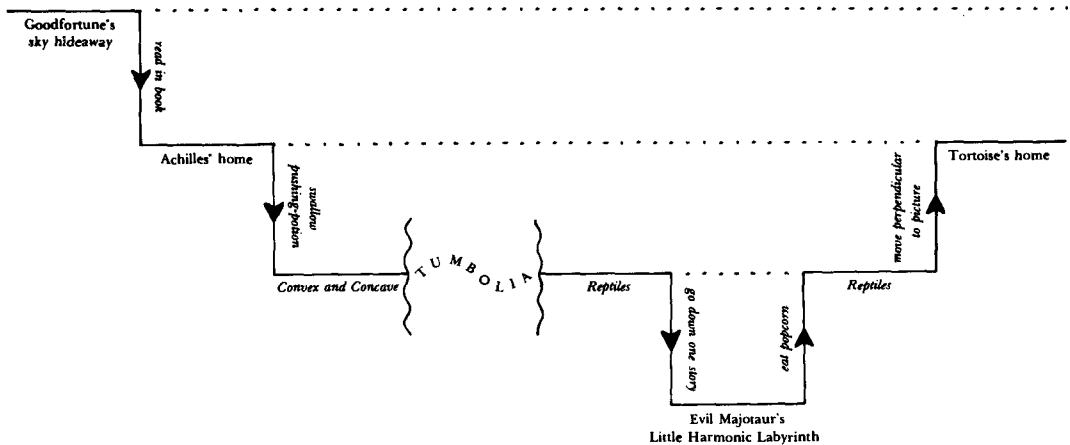 Goodfortune's
sky hideaway
read in book
Achilles' home
swallow
pushing-potion
Convex and Concave
TUMBOLIA
Reptiles
go down one story
Evil Majotaur's
Little Harmonic Labyrinth
eat popcorn
Reptiles
move perpendicular
to picture
Tortoise's home